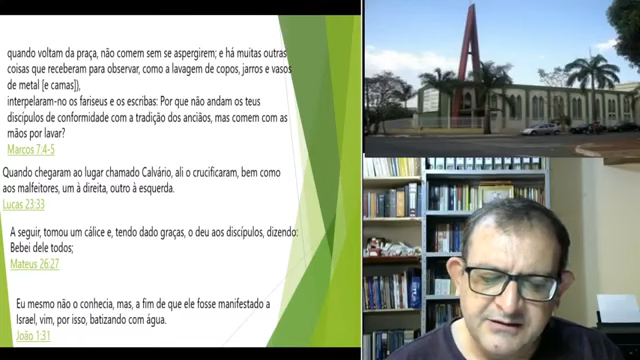 quando voltam da praça, não comem sem se aspergirem; e há muitas outras
coisas que receberam para observar, como a lavagem de copos, jarros e vasos
de metal [e camas]),
interpelaram-no os fariseus e os escribas: Por que não andam os teus
discípulos de conformidade com a tradição dos anciãos, mas comem com as
mãos por lavar?
Marcos 7.4-5
Quando chegaram ao lugar chamado Calvário, ali o crucificaram, bem como
aos malfeitores, um à direita, outro à esquerda.
Lucas 23:33
A seguir, tomou um cálice e, tendo dado graças, o deu aos discípulos, dizendo:
Bebei dele todos;
Mateus 26:27
Eu mesmo não o conhecia, mas, a fim de que ele fosse manifestado a
Israel, vim, por isso, batizando com água.
João 1:31